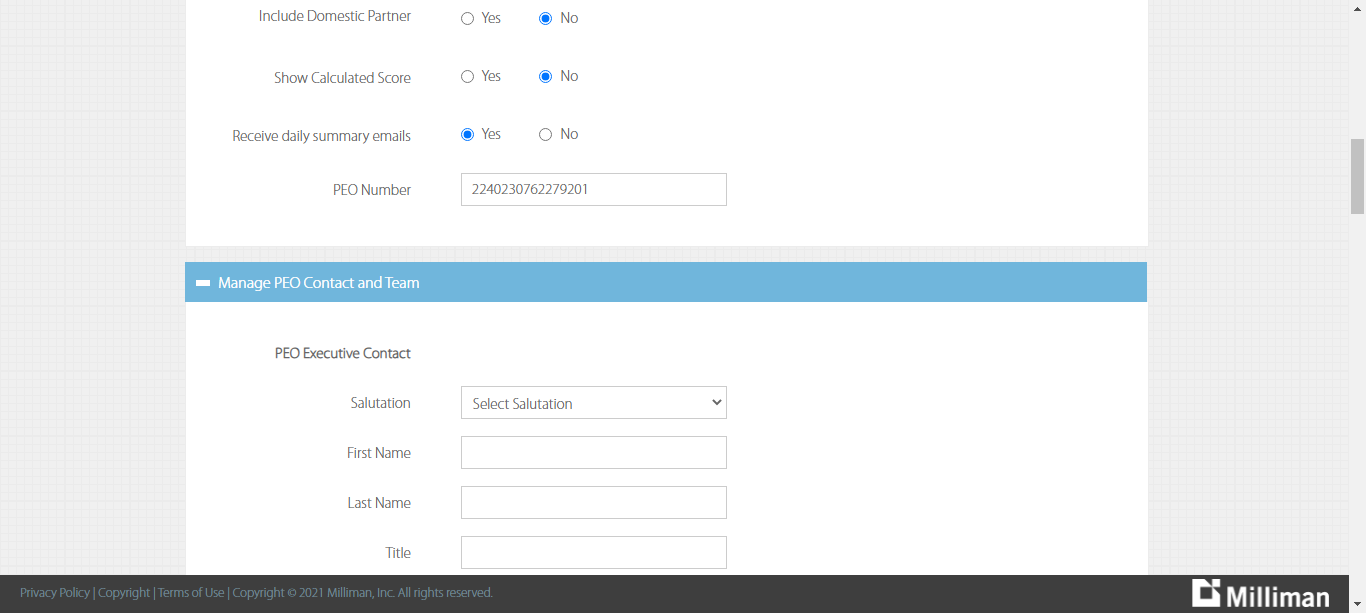 Include Domestic Partner Yes No
Show Calculated Score Yes No
Receive daily summary emails Yes No
PEO Number 2240230762279201
Manage PEO Contact and Team
PEO Executive Contact
Salutation Select Salutation
First Name
Last Name
Title
Privacy Policy | Copyright | Terms of Use | Copyright © 2021 Milliman, Inc. All rights reserved. Milliman